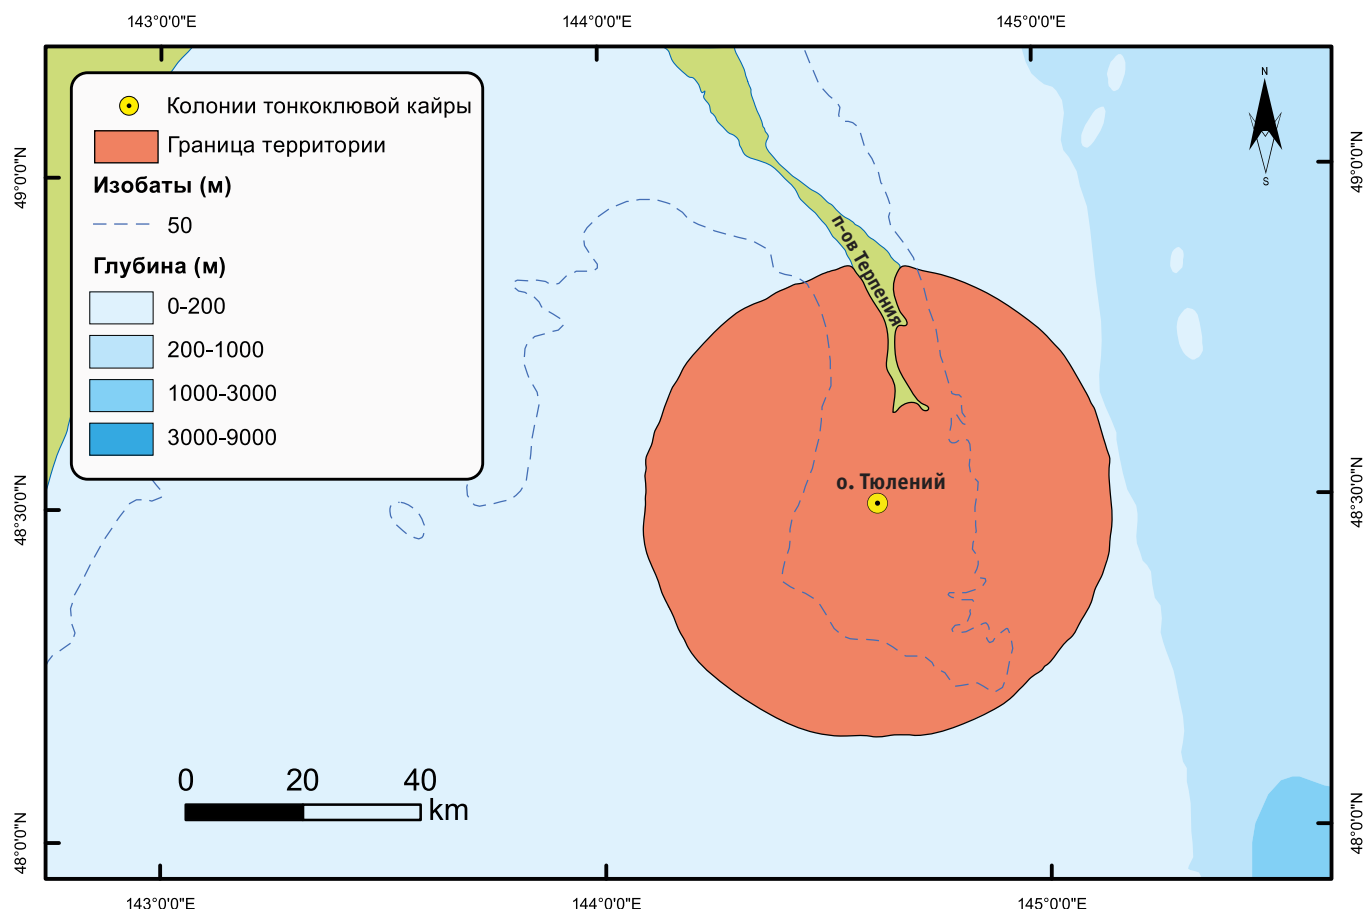 143°0'0"E
144°0'0"E
145°0'0"E
N
S
Колонии тонкоклювой кайры
Граница территории
Изобаты (м)
50
Глубина (м)
0-200
200-1000
1000-3000
3000-9000
49°0'0"N
49°0'0"N
п-ов Терпения
о. Тюлений
48°30'0"N
48°30'0"N
0 20 40
km
48°0'0"N
48°0'0"N
143°0'0"E
144°0'0"E
145°0'0"E